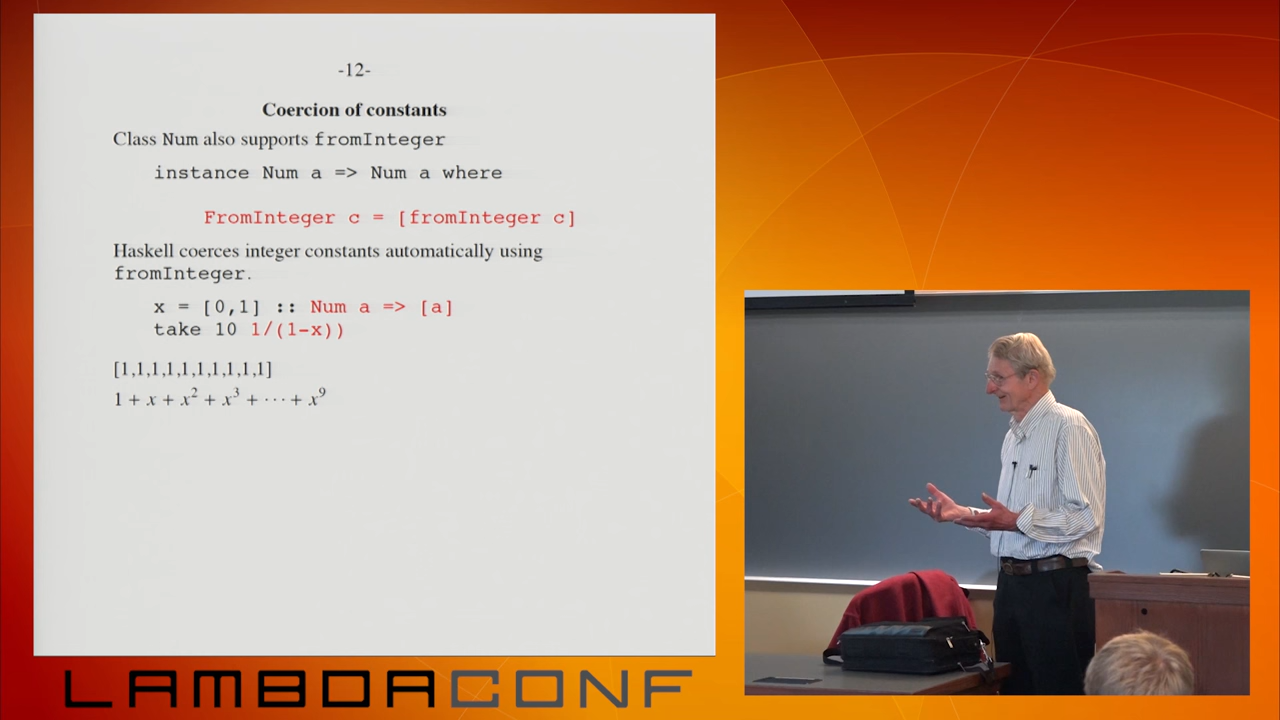 -12-
Coercion of constants
Class Num also supports fromInteger
instance Num a => Num a where
FromInteger c = [fromInteger c]
Haskell coerces integer constants automatically using
fromInteger.
x = [0,1] :: Num a => [a]
take 10 1/(1-x))
[1,1,1,1,1,1,1,1,1,1]
1 + x + x² + x³ + ⋯ + x⁹
LAMBDACONF